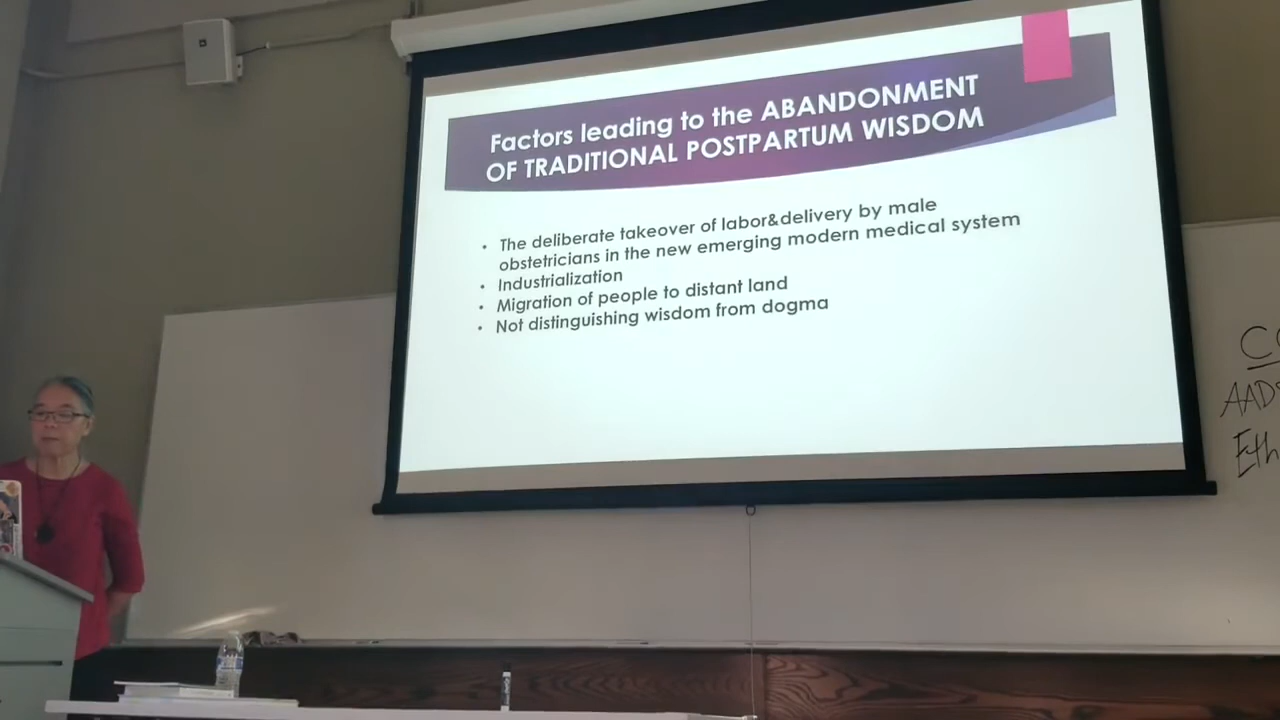 Factors leading to the ABANDONMENT
OF TRADITIONAL POSTPARTUM WISDOM
• The deliberate takeover of labor&delivery by male
obstetricians in the new emerging modern medical system
• Industrialization
• Migration of people to distant land
• Not distinguishing wisdom from dogma